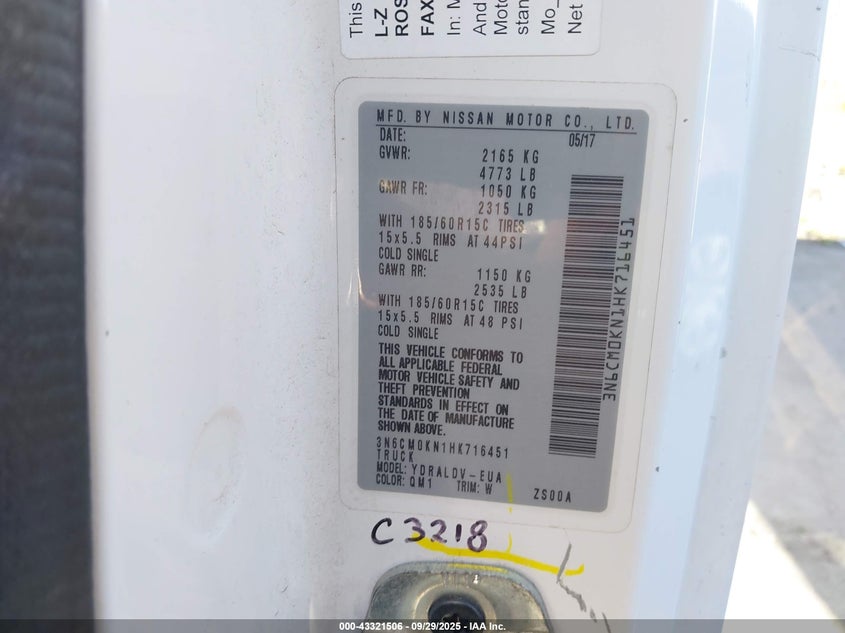 This
L-Z
ROS
FAX
In: M
And
Moto
stan
Mo_
Net
MFD. BY NISSAN MOTOR CO., LTD.
DATE: 05/17
GVWR: 2165 KG
4773 LB
GAWR FR: 1050 KG
2315 LB
WITH 185/60R15C TIRES
15x5.5 RIMS AT 44PSI
COLD SINGLE
GAWR RR: 1150 KG
2535 LB
WITH 185/60R15C TIRES
15x5.5 RIMS AT 48 PSI
COLD SINGLE
THIS VEHICLE CONFORMS TO
ALL APPLICABLE FEDERAL
MOTOR VEHICLE SAFETY AND
THEFT PREVENTION
STANDARDS IN EFFECT ON
THE DATE OF MANUFACTURE
SHOWN ABOVE.
3N6CM0KN1HK716451
TRUCK
MODEL: YDRALDV-EUA
COLOR: QM1 TRIM: W ZS00A
3N6CM0KN1HK716451
C3218
000-43321506 - 09/29/2025 - IAA Inc.